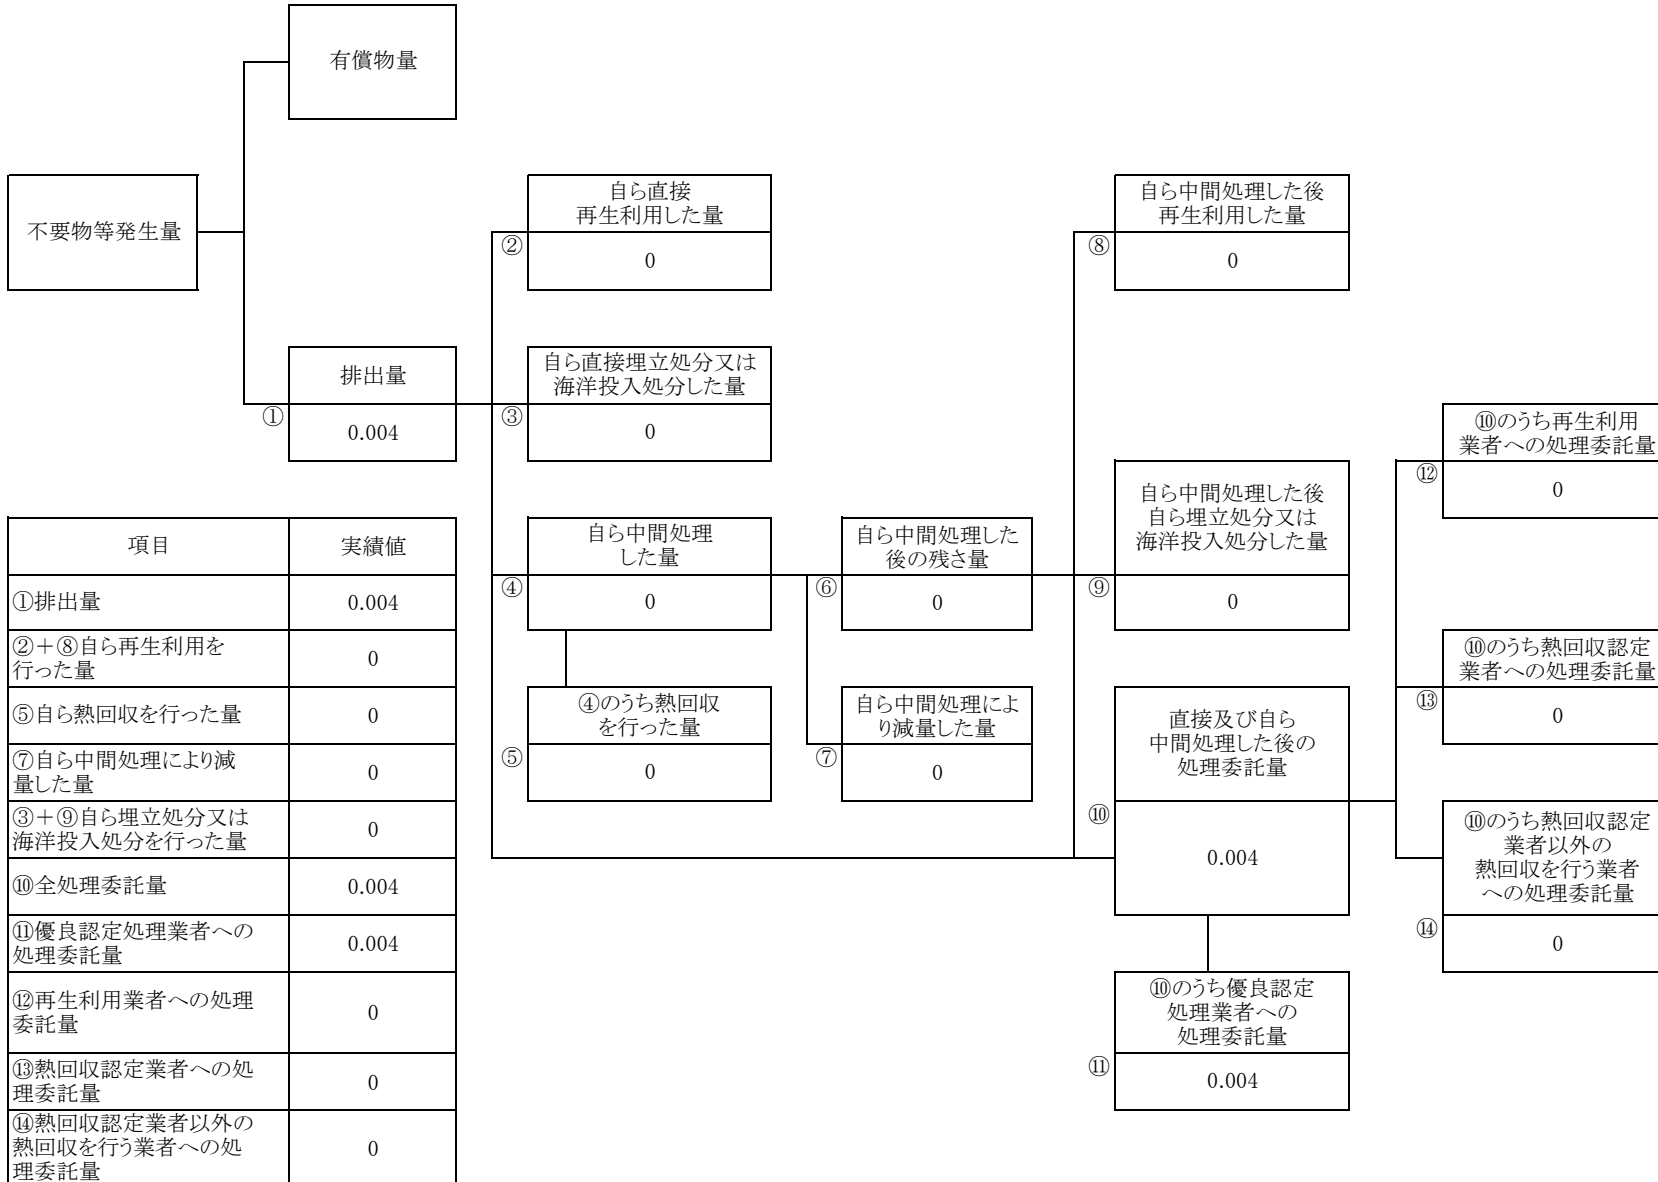 有償物量
不要物等発生量
自ら直接
再生利用した量
②
0
自ら中間処理した後
再生利用した量
⑧
0
排出量
①
0.004
自ら直接埋立処分又は
海洋投入処分した量
③
0
⑩のうち再生利用
業者への処理委託量
⑫
0
自ら中間処理
した量
④
0
自ら中間処理した
後の残さ量
⑥
0
自ら中間処理した後
自ら埋立処分又は
海洋投入処分した量
⑨
0
⑩のうち熱回収認定
業者への処理委託量
⑬
0
④のうち熱回収
を行った量
⑤
0
自ら中間処理によ
り減量した量
⑦
0
直接及び自ら
中間処理した後の
処理委託量
⑩
0.004
⑩のうち熱回収認定
業者以外の
熱回収を行う業者
への処理委託量
⑭
0
⑩のうち優良認定
処理業者への
処理委託量
⑪
0.004
項目 実績値
①排出量 0.004
②＋⑧自ら再生利用を
行った量
0
⑤自ら熱回収を行った量 0
⑦自ら中間処理により減
量した量
0
③＋⑨自ら埋立処分又は
海洋投入処分を行った量
0
⑩全処理委託量 0.004
⑪優良認定処理業者への
処理委託量
0.004
⑫再生利用業者への処理
委託量
0
⑬熱回収認定業者への処
理委託量
0
⑭熱回収認定業者以外の
熱回収を行う業者への処
理委託量
0